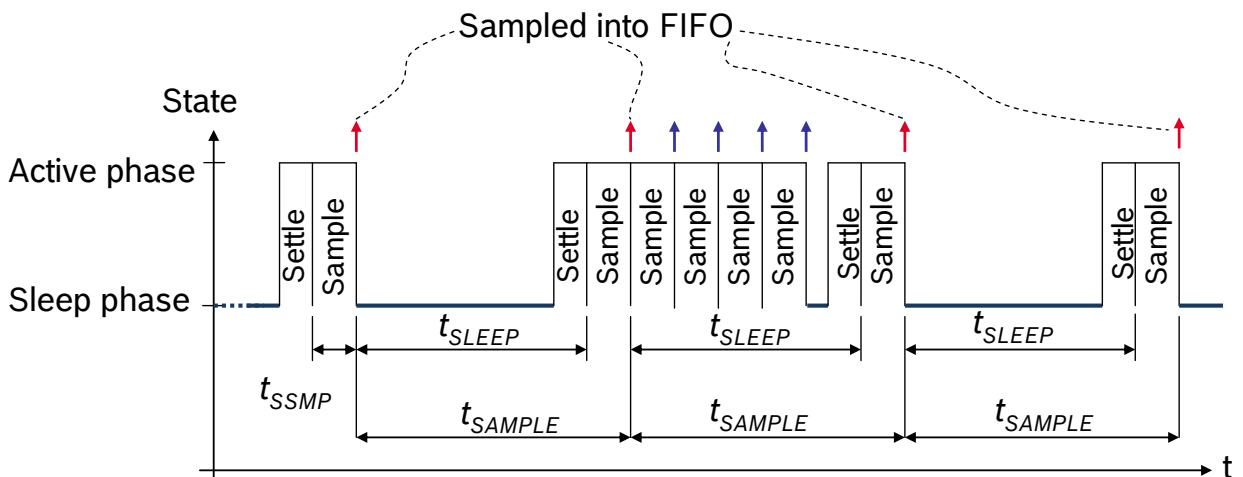 Sampled into FIFO
State
Active phase
Settle
Sample
Settle
Sample
Sample
Sample
Sample
Sample
Settle
Sample
Settle
Sample
Sleep phase
tSLEEP
tSLEEP
tSLEEP
tSSMP
tSAMPLE
tSAMPLE
tSAMPLE
t